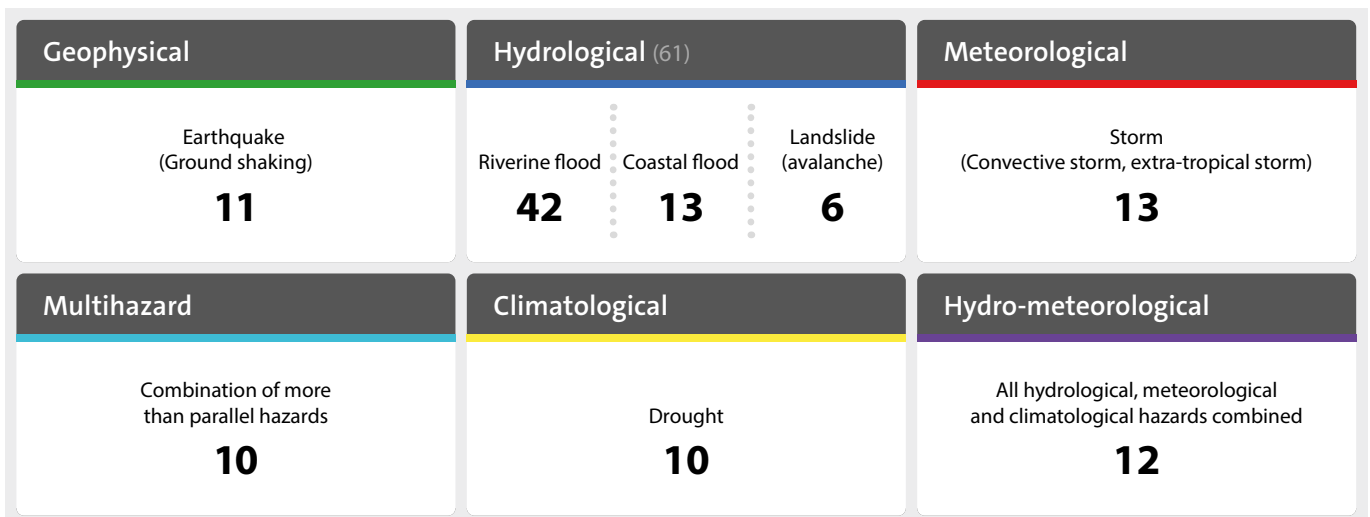 Geophysical
Earthquake
(Ground shaking)
11
Hydrological (61)
Riverine flood
42
Coastal flood
13
Landslide
(avalanche)
6
Meteorological
Storm
(Convective storm, extra-tropical storm)
13
Multihazard
Combination of more
than parallel hazards
10
Climatological
Drought
10
Hydro-meteorological
All hydrological, meteorological
and climatological hazards combined
12